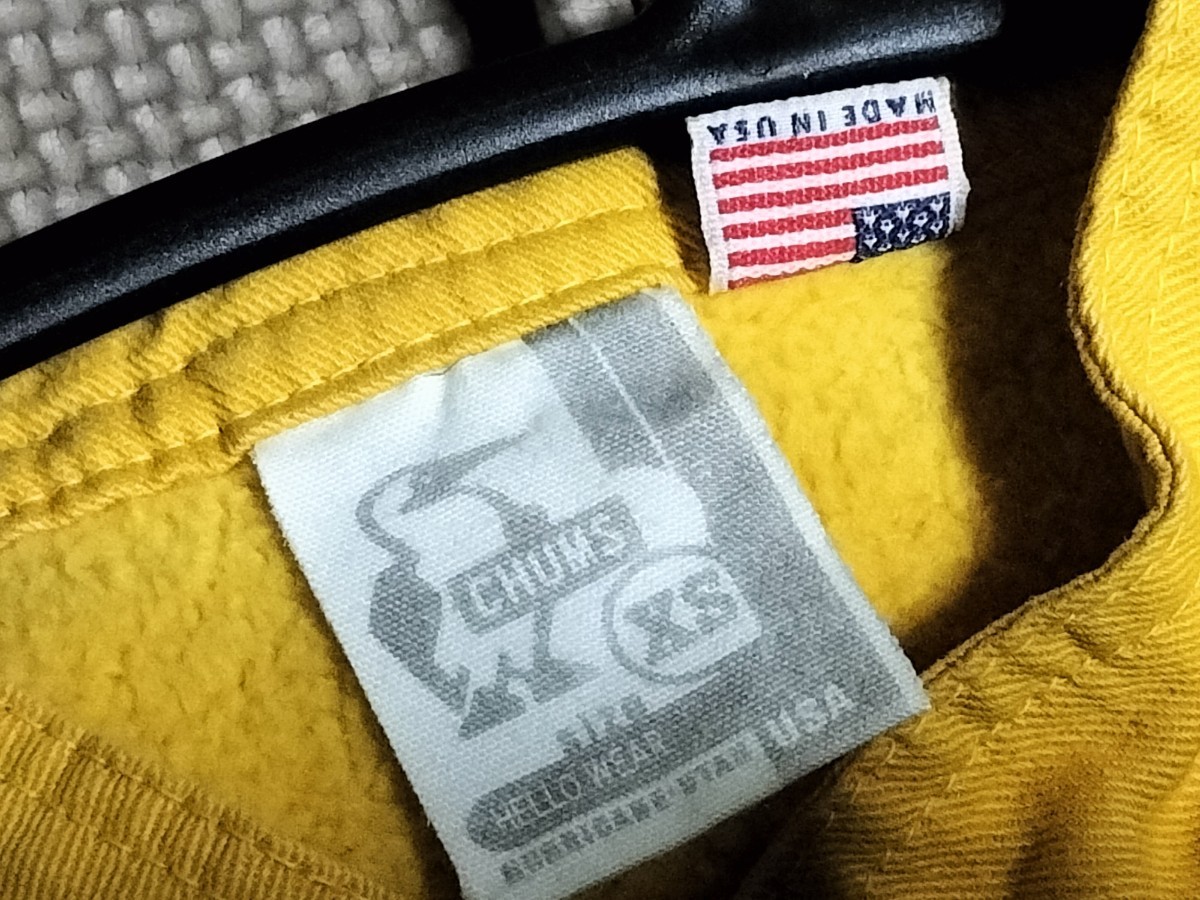 MADE IN USA
CHUMS
XS
SIZE
HELLO WEAR
HURRICANE UTAH USA